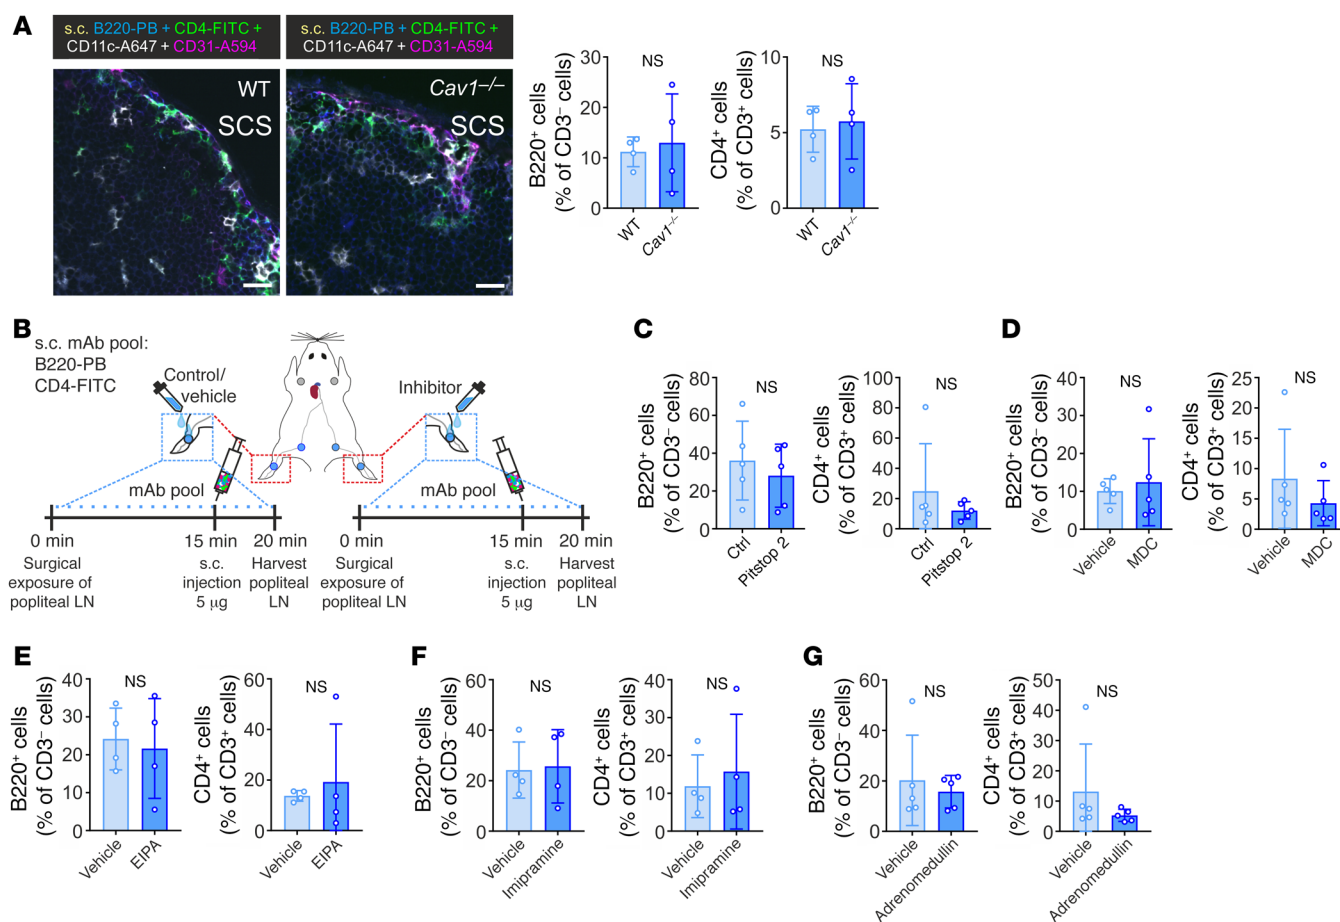 A
s.c. B220-PB + CD4-FITC +
CD11c-A647 + CD31-A594
s.c. B220-PB + CD4-FITC +
CD11c-A647 + CD31-A594
WT
SCS
Cav1–/–
SCS
B220+ cells
(% of CD3– cells)
30
20
10
0
NS
WT
Cav1–/–
CD4+ cells
(% of CD3+ cells)
10
5
0
NS
WT
Cav1–/–
B
s.c. mAb pool:
B220-PB
CD4-FITC
Control/
vehicle
Inhibitor
mAb pool
mAb pool
0 min
15 min
20 min
0 min
15 min
20 min
Surgical
exposure of
popliteal LN
s.c.
injection
5 μg
Harvest
popliteal
LN
Surgical
exposure of
popliteal LN
s.c.
injection
5 μg
Harvest
popliteal
LN
C
B220+ cells
(% of CD3– cells)
80
60
40
20
0
NS
Ctrl
Pitstop 2
CD4+ cells
(% of CD3+ cells)
100
80
60
40
20
0
NS
Ctrl
Pitstop 2
D
B220+ cells
(% of CD3– cells)
40
30
20
10
0
NS
Vehicle
MDC
CD4+ cells
(% of CD3+ cells)
25
20
15
10
5
0
NS
Vehicle
MDC
E
B220+ cells
(% of CD3– cells)
40
30
20
10
0
NS
Vehicle
EIPA
CD4+ cells
(% of CD3+ cells)
60
40
20
0
NS
Vehicle
EIPA
F
B220+ cells
(% of CD3– cells)
60
40
20
0
NS
Vehicle
Imipramine
CD4+ cells
(% of CD3+ cells)
40
30
20
10
0
NS
Vehicle
Imipramine
G
B220+ cells
(% of CD3– cells)
60
40
20
0
NS
Vehicle
Adrenomedullin
CD4+ cells
(% of CD3+ cells)
50
40
30
20
10
0
NS
Vehicle
Adrenomedullin